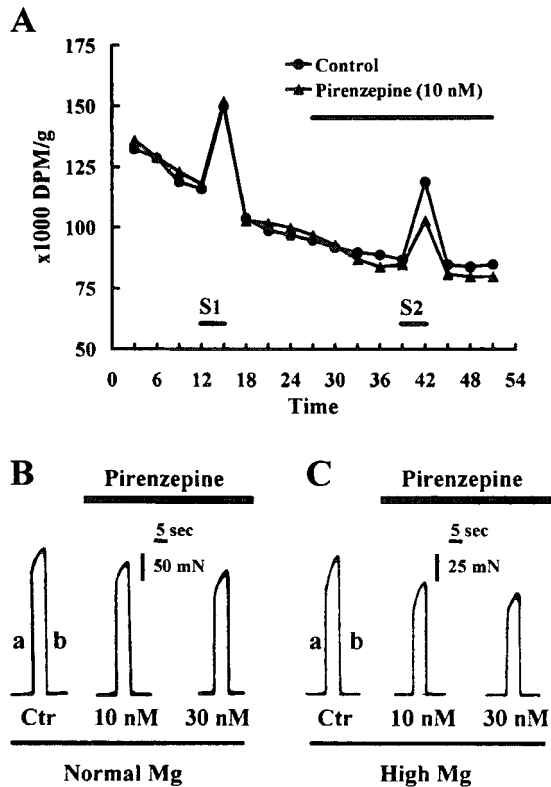 A
x1000 DPM/g
175
150
125
100
75
50
Control
Pirenzepine (10 nM)
S1
S2
0 6 12 18 24 30 36 42 48 54
Time
B
Pirenzepine
5 sec
50 mN
a b
Ctr 10 nM 30 nM
Normal Mg
C
Pirenzepine
5 sec
25 mN
a b
Ctr 10 nM 30 nM
High Mg